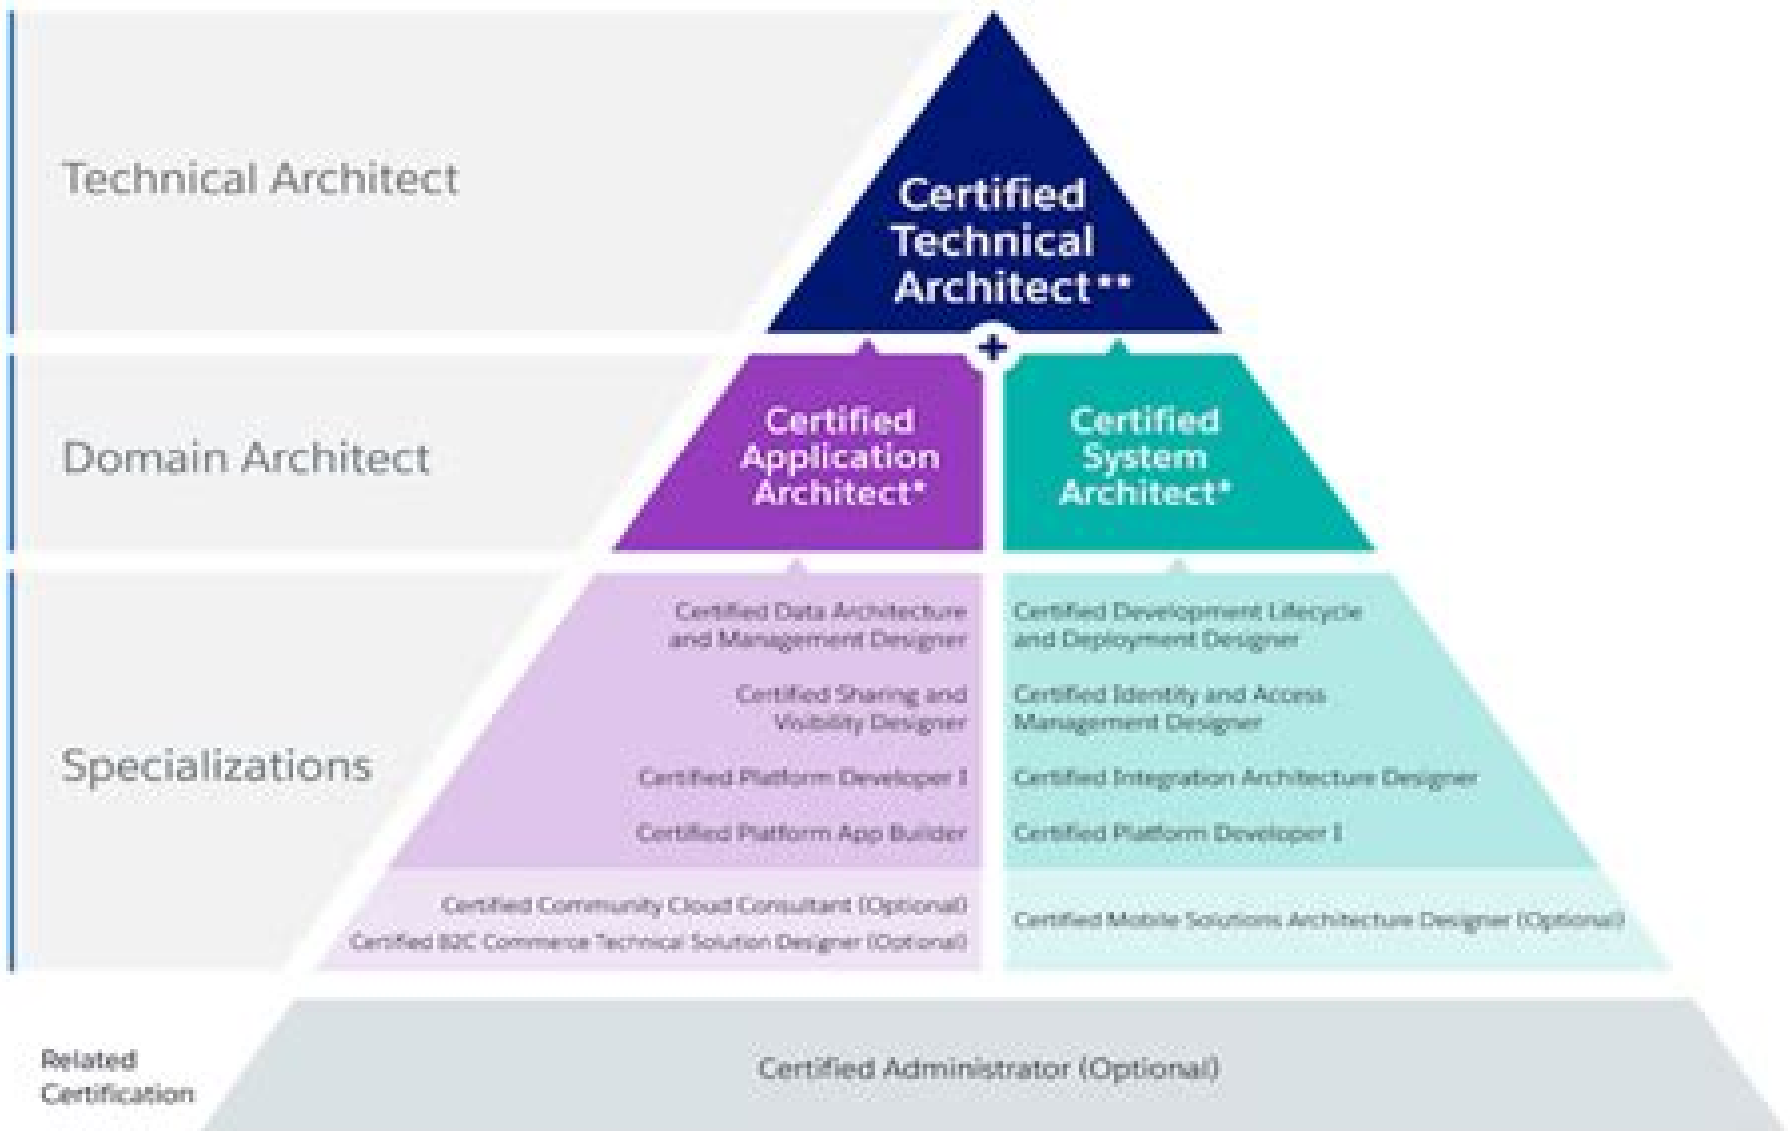 Technical Architect
Certified
Technical
Architect**
+
Domain Architect
Certified
Application
Architect*
Certified
System
Architect*
Specializations
Certified Data Architecture
and Management Designer
Certified Sharing and
Visibility Designer
Certified Platform Developer I
Certified Platform App Builder
Certified Community Cloud Consultant (Optional)
Certified B2C Commerce Technical Solution Designer (Optional)
Certified Development Lifecycle
and Deployment Designer
Certified Identity and Access
Management Designer
Certified Integration Architecture Designer
Certified Platform Developer I
Certified Mobile Solutions Architecture Designer (Optional)
Related
Certification
Certified Administrator (Optional)